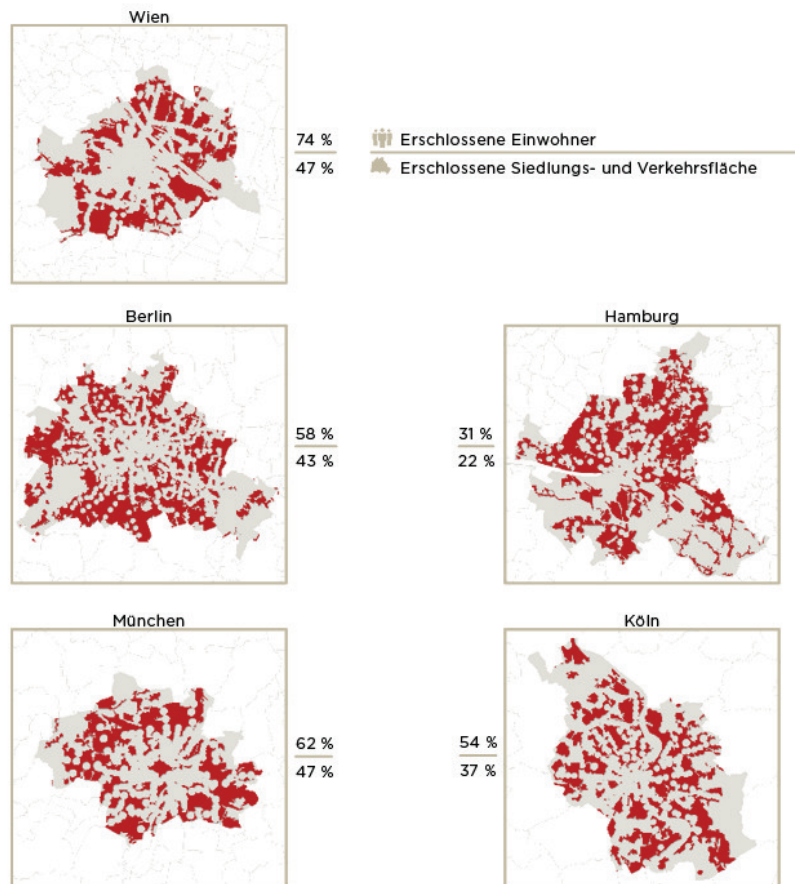 Wien
74 %
Erschlossene Einwohner
47 %
Erschlossene Siedlungs- und Verkehrsfläche
Berlin
58 %
43 %
Hamburg
31 %
22 %
München
62 %
47 %
Köln
54 %
37 %